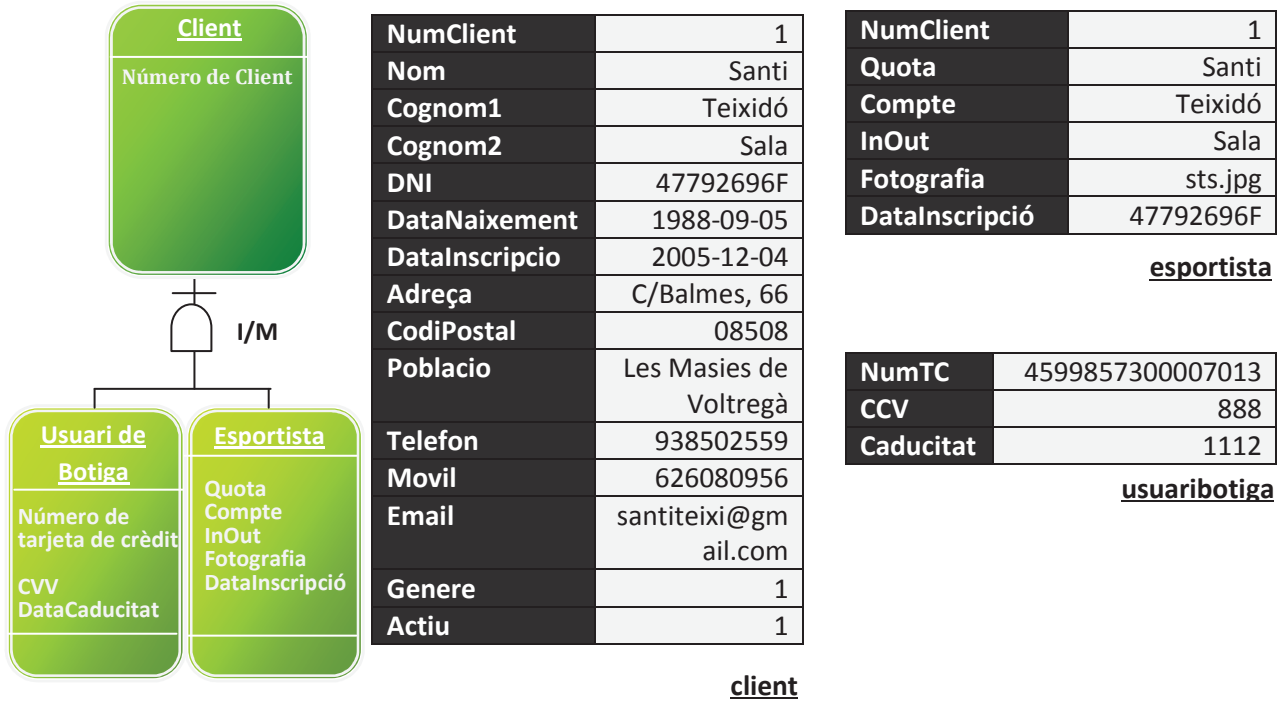 Client
Número de Client
I/M
Usuari de
Botiga
Número de
tarjeta de crèdit
CVV
DataCaducitat
Esportista
Quota
Compte
InOut
Fotografia
DataInscripció
NumClient 1
Nom Santi
Cognom1 Teixidó
Cognom2 Sala
DNI 47792696F
DataNaixement 1988-09-05
DataInscripcio 2005-12-04
Adreça C/Balmes, 66
CodiPostal 08508
Poblacio Les Masies de
Voltregà
Telefon 938502559
Movil 626080956
Email santiteixi@gm
ail.com
Genere 1
Actiu 1
client
NumClient 1
Quota Santi
Compte Teixidó
InOut Sala
Fotografia sts.jpg
DataInscripció 47792696F
esportista
NumTC 4599857300007013
CCV 888
Caducitat 1112
usuaribotiga